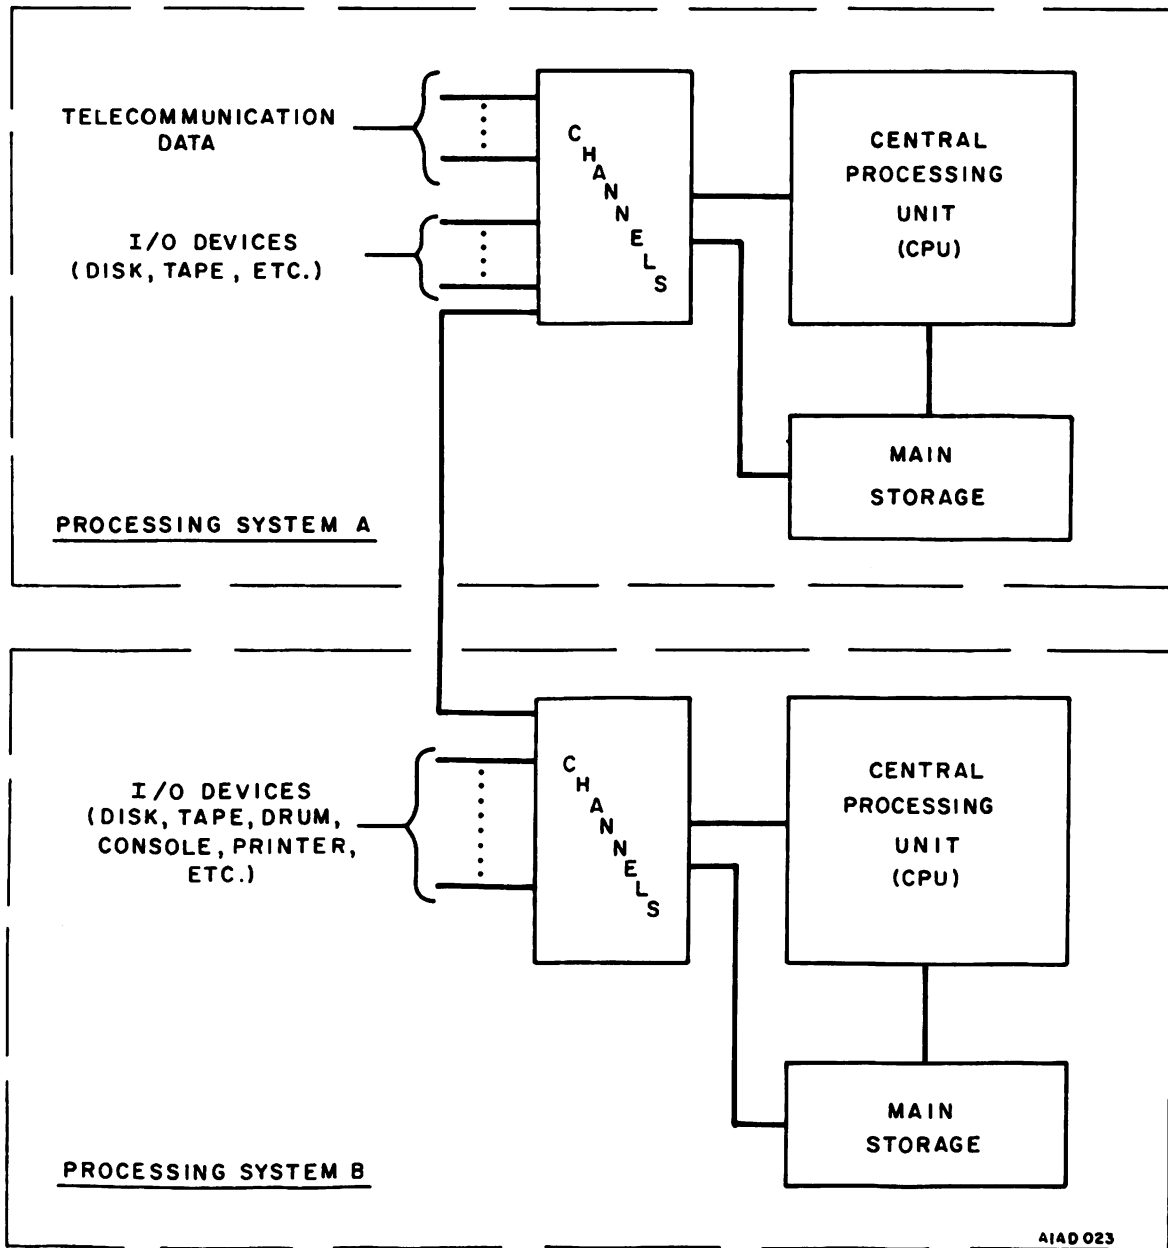 TELECOMMUNICATION
DATA
I/O DEVICES
(DISK, TAPE, ETC.)
CHANNELS
CENTRAL
PROCESSING
UNIT
(CPU)
MAIN
STORAGE
PROCESSING SYSTEM A
I/O DEVICES
(DISK, TAPE, DRUM,
CONSOLE, PRINTER,
ETC.)
CHANNELS
CENTRAL
PROCESSING
UNIT
(CPU)
MAIN
STORAGE
PROCESSING SYSTEM B
AIAD 023